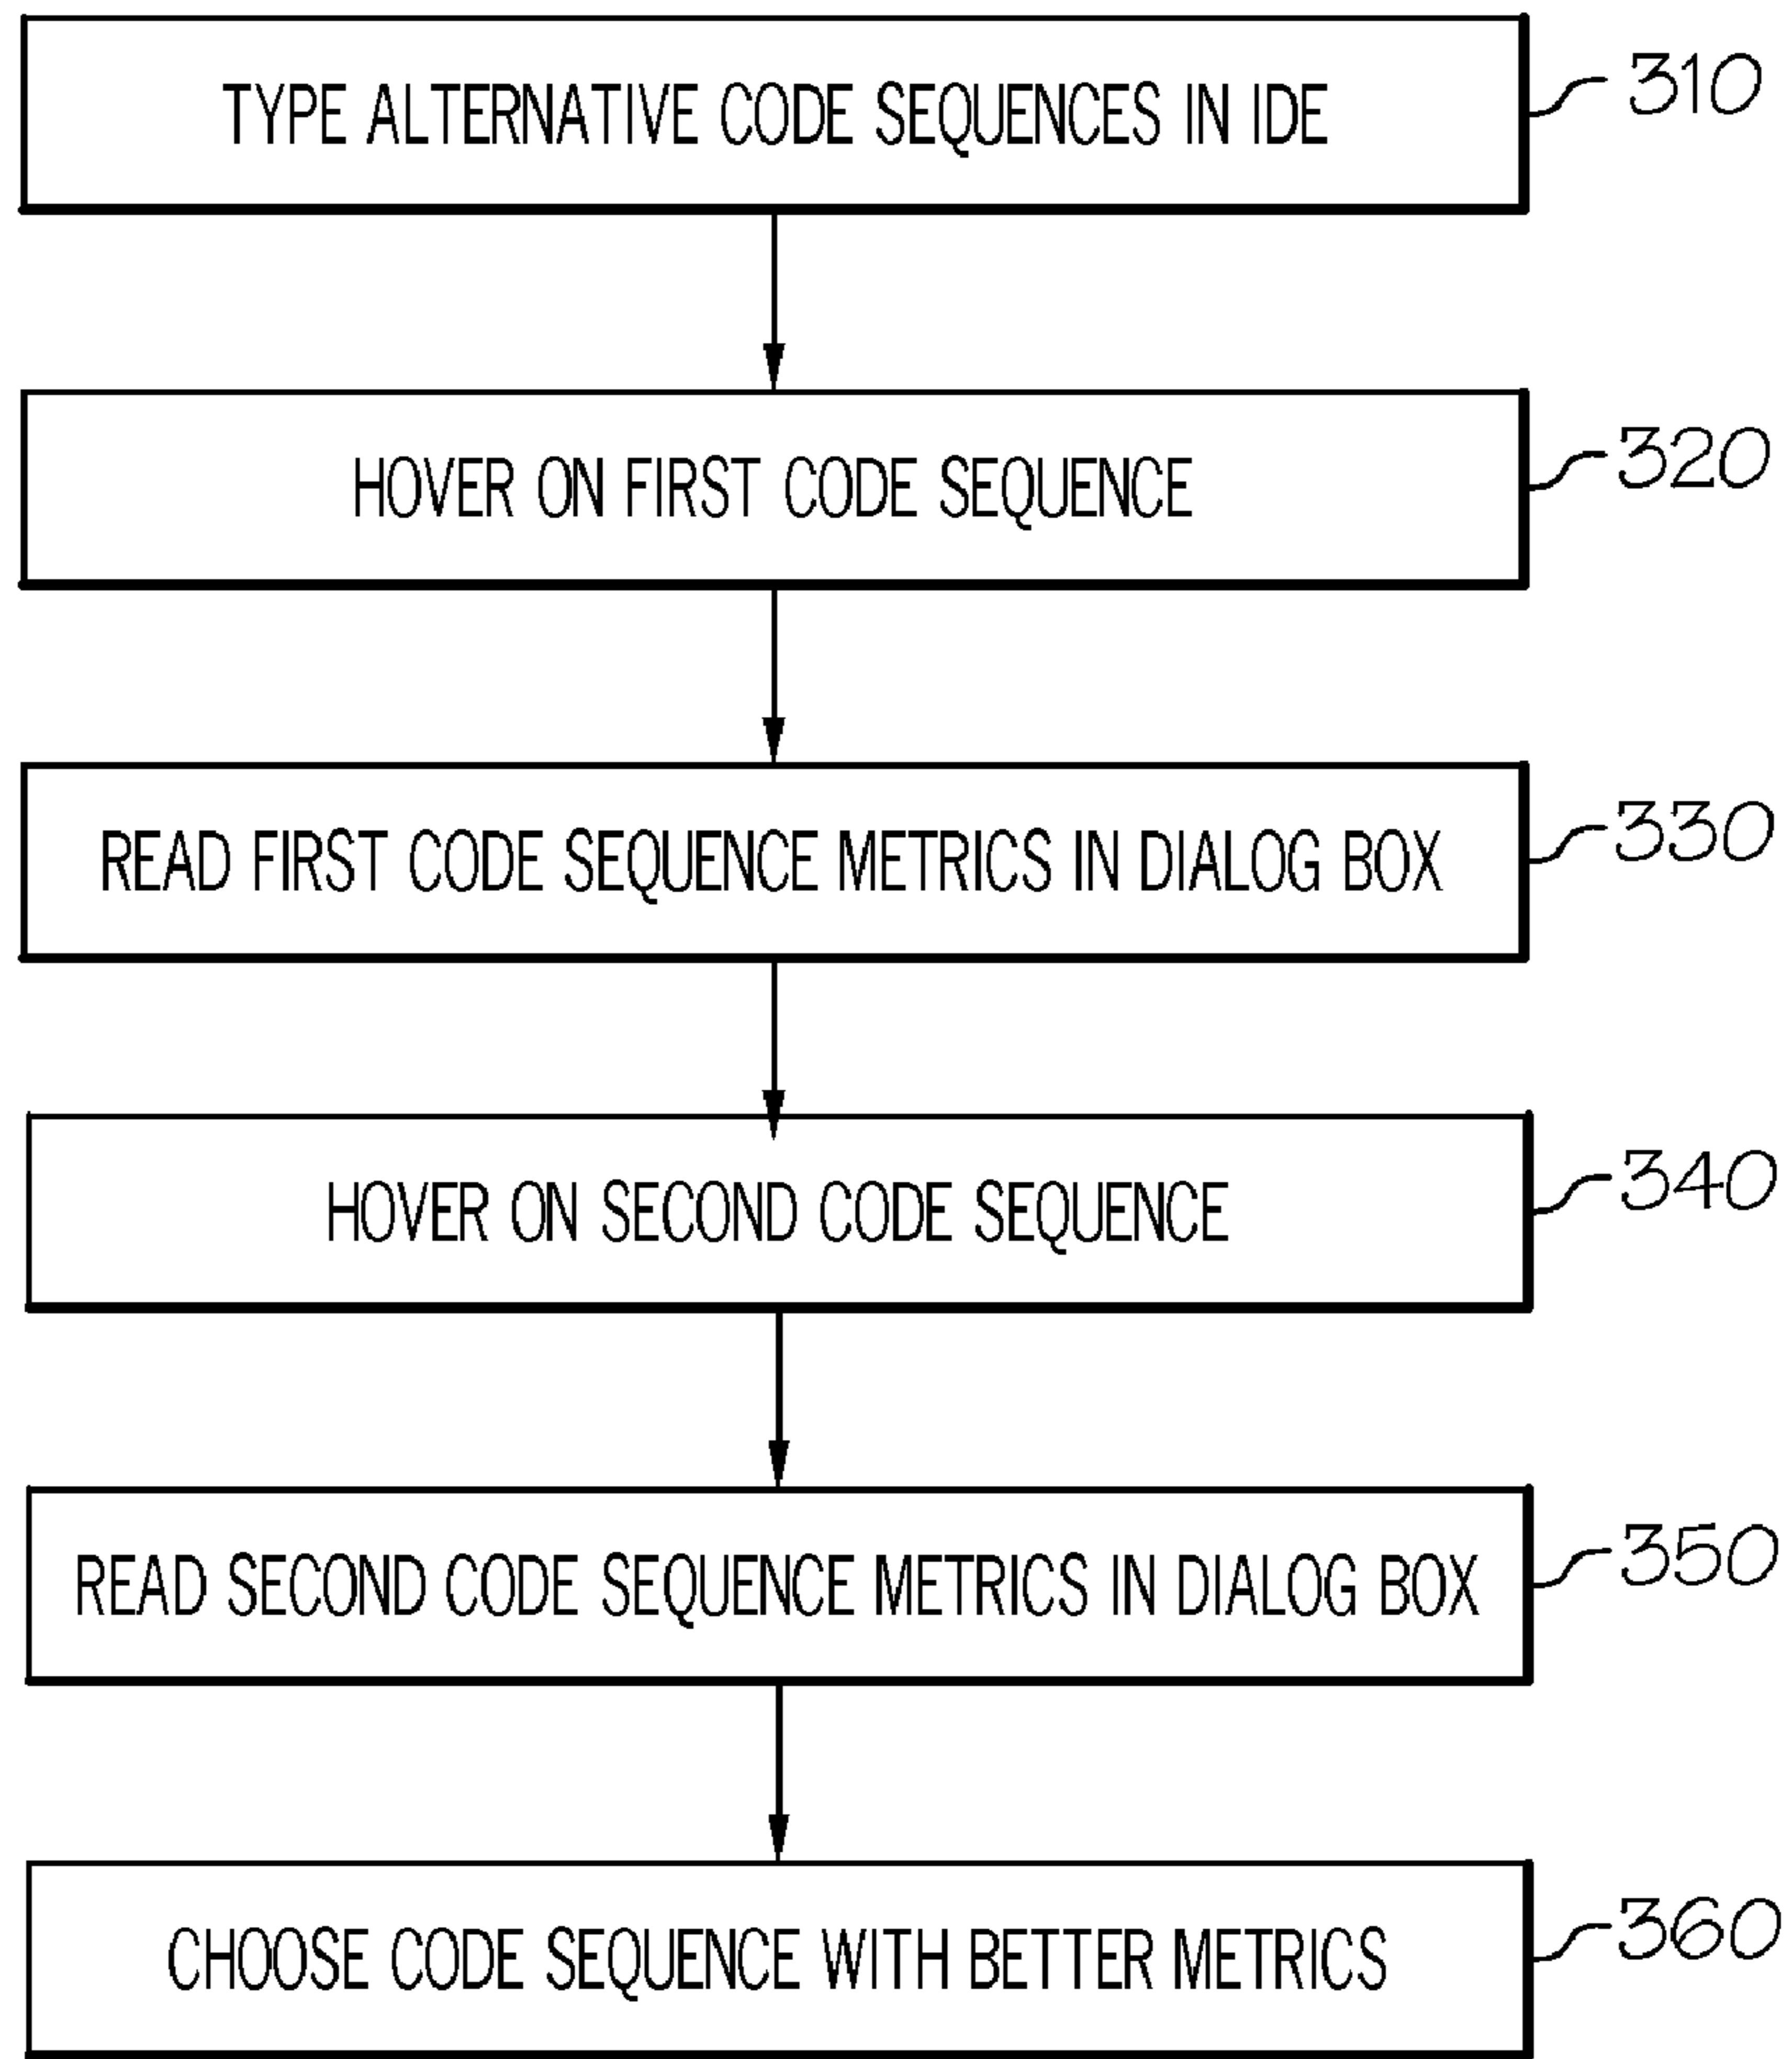 TYPE ALTERNATIVE CODE SEQUENCES IN IDE
310
HOVER ON FIRST CODE SEQUENCE
320
READ FIRST CODE SEQUENCE METRICS IN DIALOG BOX
330
HOVER ON SECOND CODE SEQUENCE
340
READ SECOND CODE SEQUENCE METRICS IN DIALOG BOX
350
CHOOSE CODE SEQUENCE WITH BETTER METRICS
360